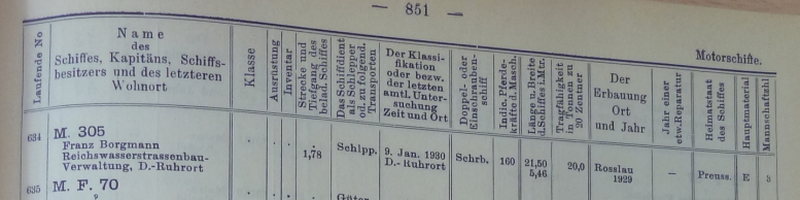 — 851 —
Motorschiffe.
Laufende No
Name
des
Schiffes, Kapitäns, Schiffs-
besitzers und des letzteren
Wohnort
Klasse
Ausrüstung
Inventar
Strecke und
Tiefgang des
belad. Schiffes
Das Schiff dient
als Schlepper
od. zu folgend.
Transporten
Der Klassi-
fikation
oder bezw.
der letzten
amtl. Unter-
suchung
Zeit und Ort
Doppel- oder
Einschrauben-
schiff
Indic. Pferde-
kräfte d. Masch.
Länge u. Breite
d. Schiffes i. Mtr.
Tragfähigkeit
in Tonnen zu
20 Zentner
Der
Erbauung
Ort
und Jahr
Jahr einer
etw. Reparatur
Heimatstaat
des Schiffes
Hauptmaterial
Mannschaftzhl
634
M. 305
Franz Borgmann
Reichswasserstrassenbau-
Verwaltung, D.-Ruhrort
1,78
Schlpp.
9. Jan. 1930
D.- Ruhrort
Schrb.
160
21,50
5,46
20,0
Rosslau
1929
—
Preuss.
E
3
635
M. F. 70
?
Güter